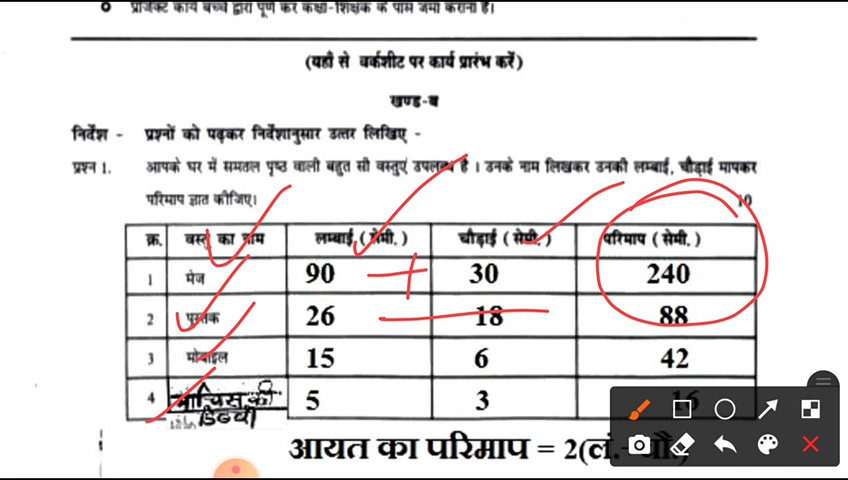 प्रोजेक्ट कार्य बच्चे द्वारा पूर्ण कर कक्षा-शिक्षक के पास जमा कराना है।
(यहाँ से वर्कशीट पर कार्य प्रारंभ करें)
खण्ड-ब
निर्देश - प्रश्नों को पढ़कर निर्देशानुसार उत्तर लिखिए -
प्रश्न 1. आपके घर में समतल पृष्ठ वाली बहुत सी वस्तुएं उपलब्ध है। उनके नाम लिखकर उनकी लम्बाई, चौड़ाई मापकर
परिमाप ज्ञात कीजिए। 10
क्र. वस्तु का नाम लम्बाई ( सेमी. ) चौड़ाई ( सेमी. ) परिमाप ( सेमी. )
1 मेज 90 + 30 240
2 पुस्तक 26 18 88
3 मोबाईल 15 6 42
4 माचिस की डिब्बी 5 3 16
आयत का परिमाप = 2(लं.